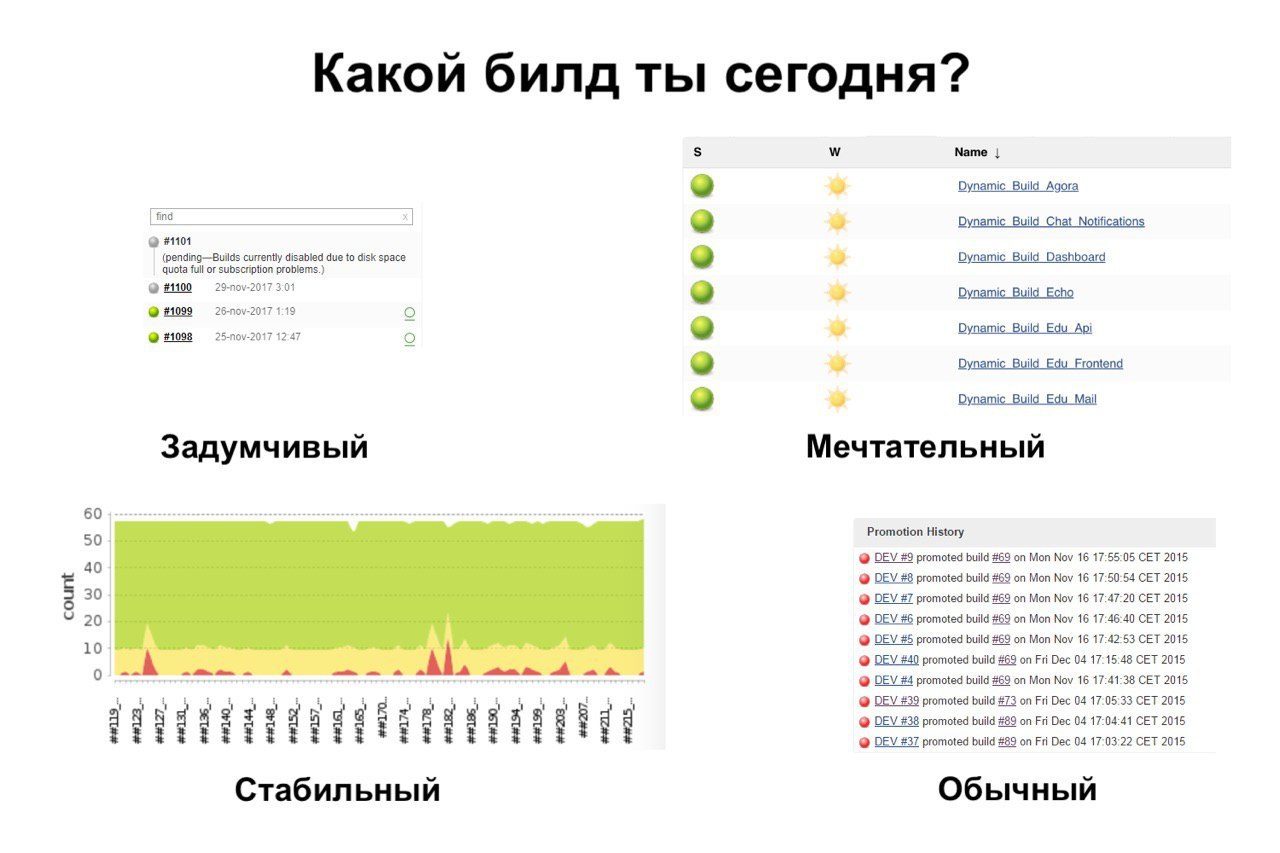 Какой билд ты сегодня?
find x
#1101
(pending—Builds currently disabled due to disk space
quota full or subscription problems.)
#1100 29-nov-2017 3:01
#1099 26-nov-2017 1:19
#1098 25-nov-2017 12:47
Задумчивый
S W Name ↓
Dynamic_Build_Agora
Dynamic_Build_Chat_Notifications
Dynamic_Build_Dashboard
Dynamic_Build_Echo
Dynamic_Build_Edu_Api
Dynamic_Build_Edu_Frontend
Dynamic_Build_Edu_Mail
Мечтательный
60
50
40
30
20
10
0
count
##119_..
##123_..
##127_..
##131_..
##136_..
##140_..
##144_..
##148_..
##152_..
##157_..
##161_..
##165_..
##170..
##174_..
##178_..
##182_..
##186_..
##190_..
##194_..
##199_..
##203_..
##207..
##211_..
##215_..
Стабильный
Promotion History
DEV #9 promoted build #69 on Mon Nov 16 17:55:05 CET 2015
DEV #8 promoted build #69 on Mon Nov 16 17:50:54 CET 2015
DEV #7 promoted build #69 on Mon Nov 16 17:47:20 CET 2015
DEV #6 promoted build #69 on Mon Nov 16 17:46:40 CET 2015
DEV #5 promoted build #69 on Mon Nov 16 17:42:53 CET 2015
DEV #40 promoted build #69 on Fri Dec 04 17:15:48 CET 2015
DEV #4 promoted build #69 on Mon Nov 16 17:41:38 CET 2015
DEV #39 promoted build #73 on Fri Dec 04 17:05:33 CET 2015
DEV #38 promoted build #89 on Fri Dec 04 17:04:41 CET 2015
DEV #37 promoted build #89 on Fri Dec 04 17:03:22 CET 2015
Обычный